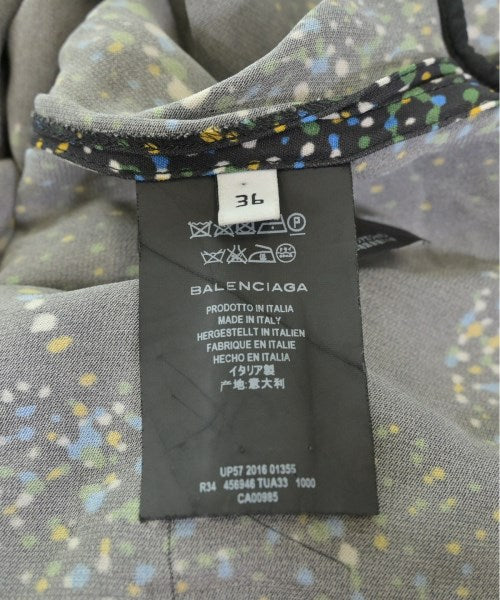 36
P
BALENCIAGA
PRODOTTO IN ITALIA
MADE IN ITALY
HERGESTELLT IN ITALIEN
FABRIQUE EN ITALIE
HECHO EN ITALIA
イタリア製
产地:意大利
UP57 2016 01355
R34 456946 TUA33 1000
CA00985